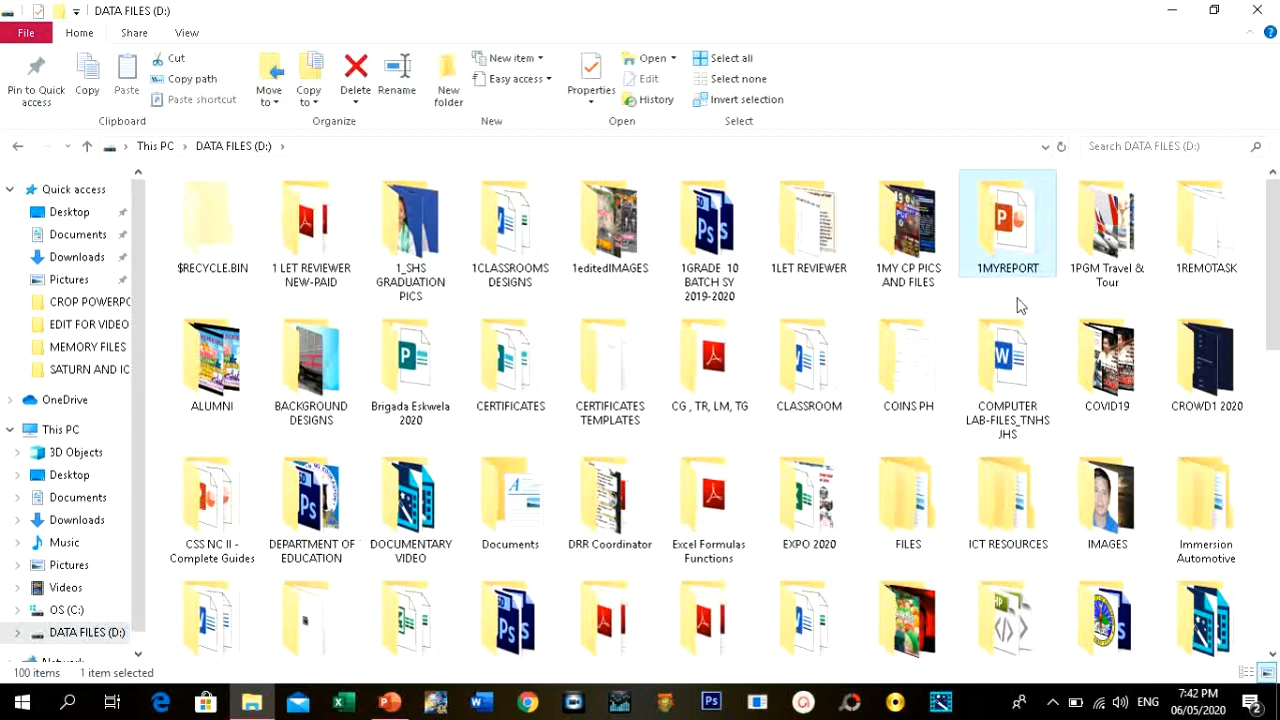 DATA FILES (D:)
File Home Share View
Pin to Quick access
Copy
Paste
Cut
Copy path
Paste shortcut
Clipboard
Move to
Copy to
Delete
Rename
Organize
New folder
New item
Easy access
New
Properties
Open
Edit
History
Open
Select all
Select none
Invert selection
Select
This PC DATA FILES (D:)
Search DATA FILES (D:)
Quick access
Desktop
Documents
Downloads
Pictures
CROP POWERPO
EDIT FOR VIDEO
MEMORY FILES
SATURN AND IC
OneDrive
This PC
3D Objects
Desktop
Documents
Downloads
Music
Pictures
Videos
OS (C:)
DATA FILES (D:)
$RECYCLE.BIN
1 LET REVIEWER NEW-PAID
1_SHS GRADUATION PICS
1CLASSROOMS DESIGNS
1editedIMAGES
1GRADE 10 BATCH SY 2019-2020
1LET REVIEWER
1MY CP PICS AND FILES
1MYREPORT
1PGM Travel & Tour
1REMOTASK
ALUMNI
BACKGROUND DESIGNS
Brigada Eskwela 2020
CERTIFICATES
CERTIFICATES TEMPLATES
CG , TR, LM, TG
CLASSROOM
COINS PH
COMPUTER LAB-FILES_TNHS JHS
COVID19
CROWD1 2020
CSS NC II - Complete Guides
DEPARTMENT OF EDUCATION
DOCUMENTARY VIDEO
Documents
DRR Coordinator
Excel Formulas Functions
EXPO 2020
FILES
ICT RESOURCES
IMAGES
Immersion Automotive
100 items 1 item selected
ENG
7:42 PM
06/05/2020
2